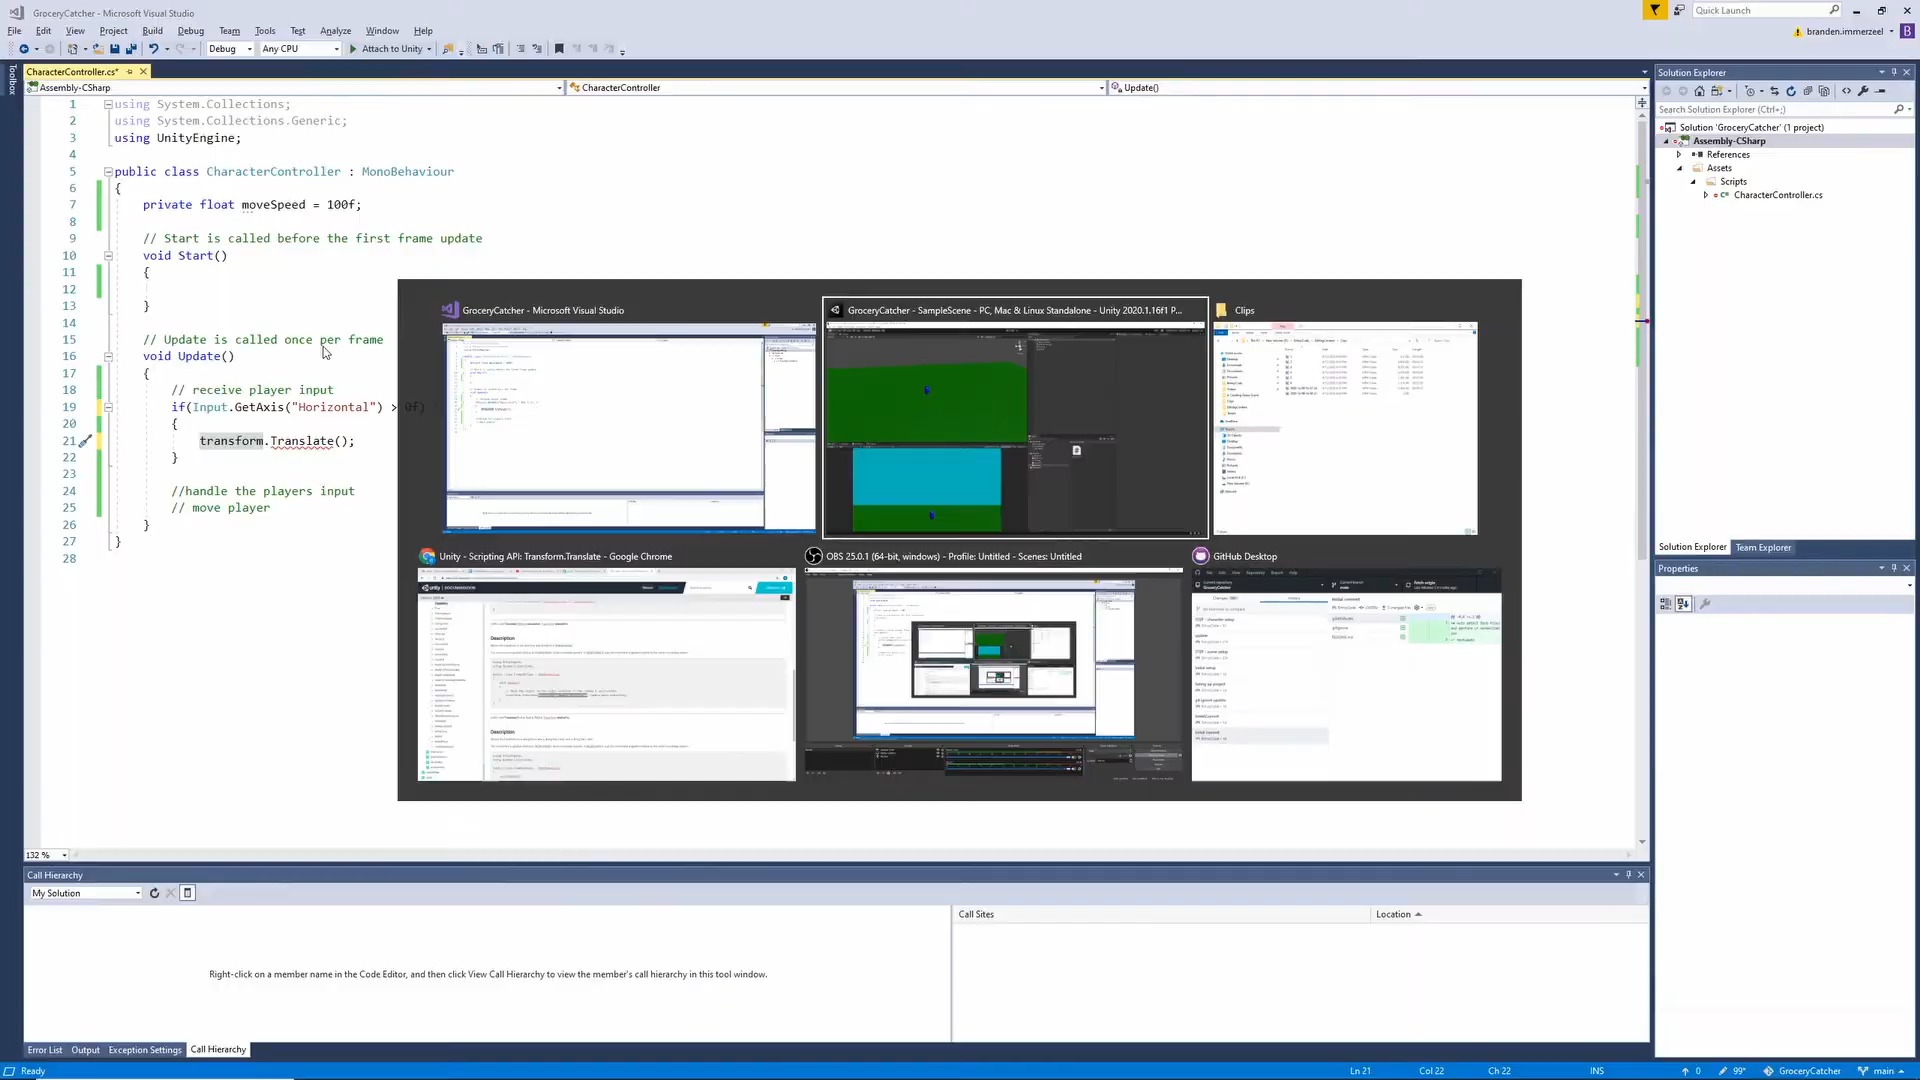 GroceryCatcher - Microsoft Visual Studio
Quick Launch
File Edit View Project Build Debug Team Tools Test Analyze Window Help
branden.immerzeel
B
Debug
Any CPU
Attach to Unity
Toolbox
CharacterController.cs*
Assembly-CSharp
CharacterController
Update()
1 using System.Collections;
2 using System.Collections.Generic;
3 using UnityEngine;
4
5 public class CharacterController : MonoBehaviour
6 {
7 private float moveSpeed = 100f;
8
9 // Start is called before the first frame update
10 void Start()
11 {
12
13 }
14
15 // Update is called once per frame
16 void Update()
17 {
18 // receive player input
19 if(Input.GetAxis("Horizontal") > 0f)
20 {
21 transform.Translate();
22 }
23
24 //handle the players input
25 // move player
26 }
27 }
28
GroceryCatcher - Microsoft Visual Studio
GroceryCatcher - SampleScene - PC, Mac & Linux Standalone - Unity 2020.1.16f1 P...
Clips
Unity - Scripting API: Transform.Translate - Google Chrome
Description
Description
OBS 25.0.1 (64-bit, windows) - Profile: Untitled - Scenes: Untitled
GitHub Desktop
Solution Explorer
Search Solution Explorer (Ctrl+;)
Solution 'GroceryCatcher' (1 project)
Assembly-CSharp
References
Assets
Scripts
CharacterController.cs
Solution Explorer Team Explorer
Properties
132 %
Call Hierarchy
My Solution
Call Sites
Location
Right-click on a member name in the Code Editor, and then click View Call Hierarchy to view the member's call hierarchy in this tool window.
Error List Output Exception Settings Call Hierarchy
Ready
Ln 21
Col 22
Ch 22
INS
0
99*
GroceryCatcher
main